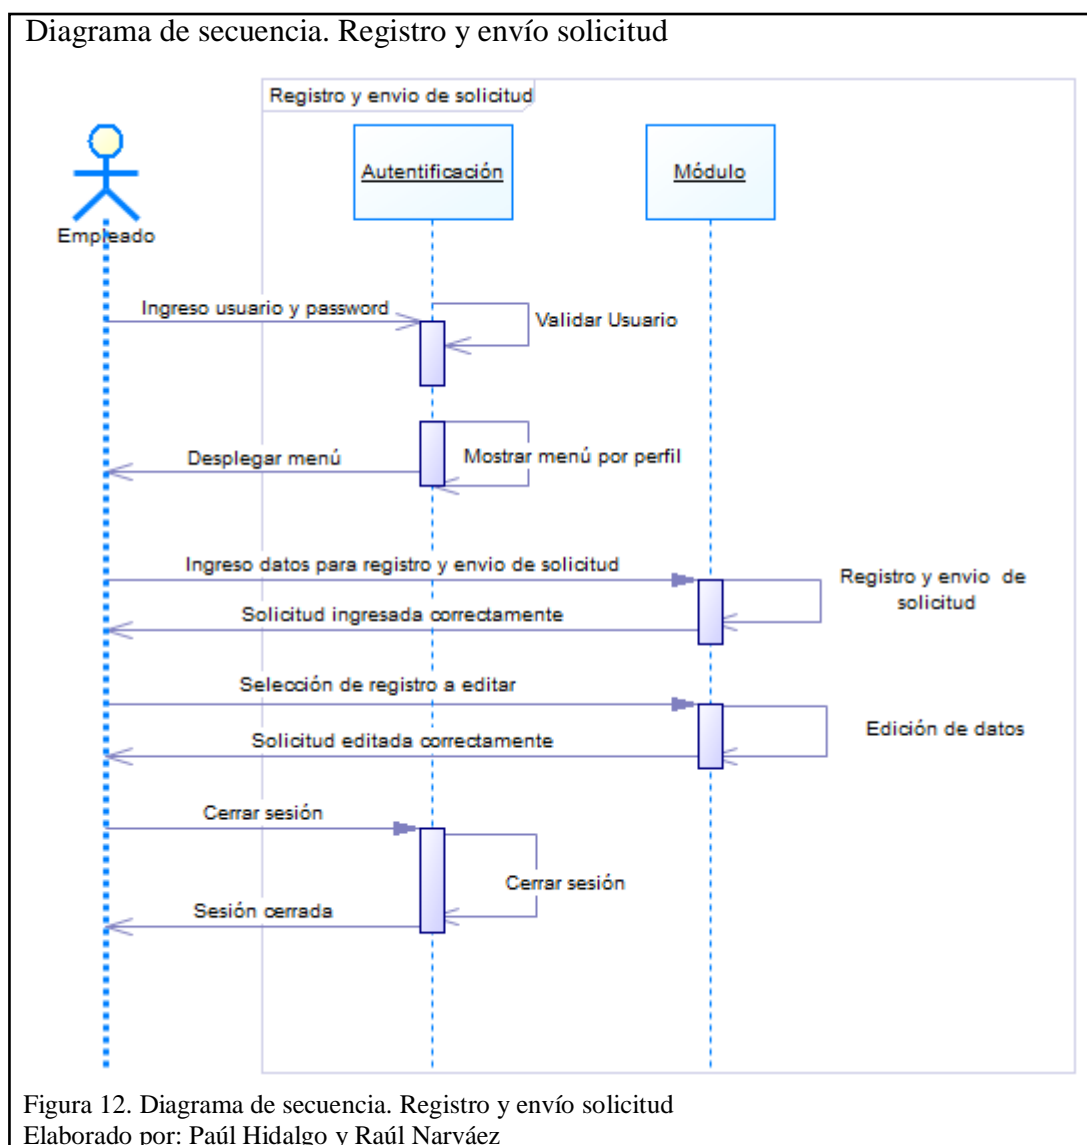 Diagrama de secuencia. Registro y envío solicitud
Registro y envio de solicitud
Autentificación
Módulo
Empleado
Ingreso usuario y password
Validar Usuario
Desplegar menú
Mostrar menú por perfil
Ingreso datos para registro y envio de solicitud
Registro y envio de
solicitud
Solicitud ingresada correctamente
Selección de registro a editar
Edición de datos
Solicitud editada correctamente
Cerrar sesión
Cerrar sesión
Sesión cerrada
Figura 12. Diagrama de secuencia. Registro y envío solicitud
Elaborado por: Paúl Hidalgo y Raúl Narváez